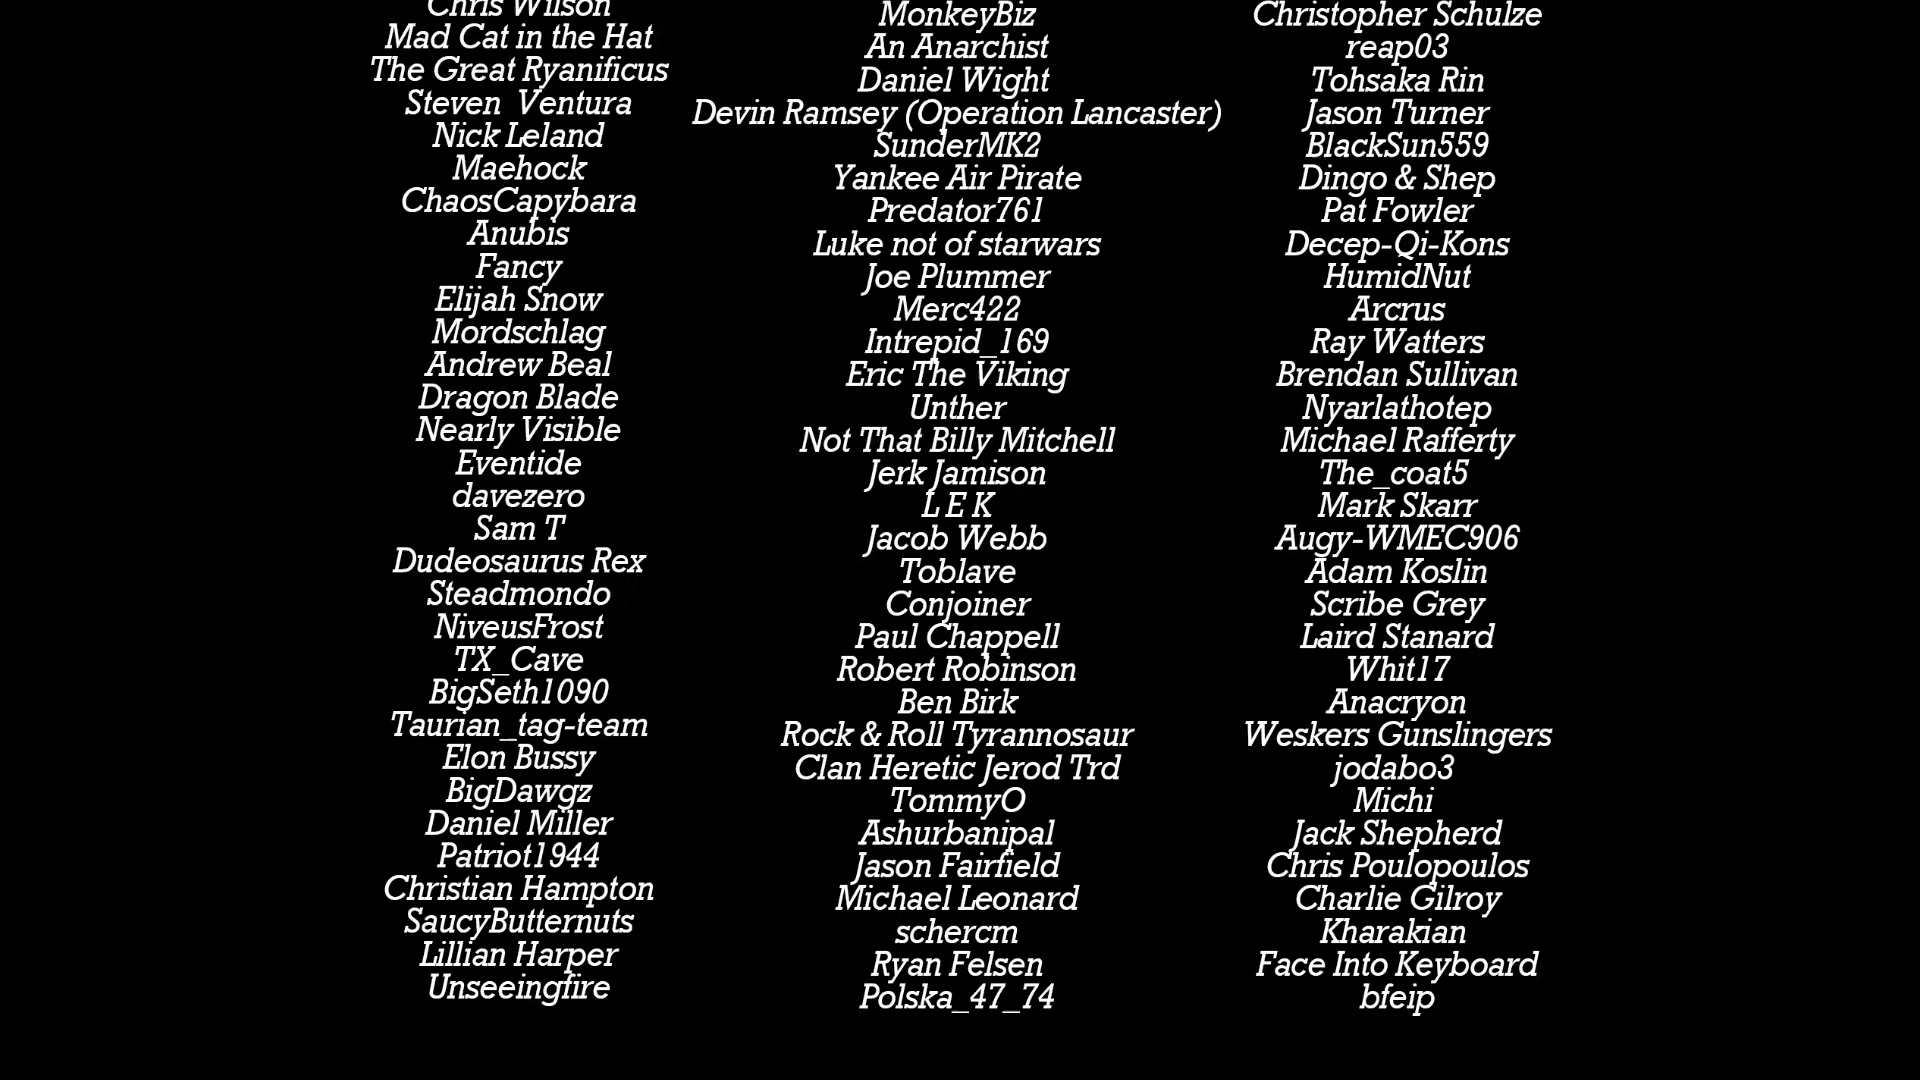 Chris Wilson
Mad Cat in the Hat
The Great Ryanificus
Steven  Ventura
Nick Leland
Maehock
ChaosCapybara
Anubis
Fancy
Elijah Snow
Mordschlag
Andrew Beal
Dragon Blade
Nearly Visible
Eventide
davezero
Sam T
Dudeosaurus Rex
Steadmondo
NiveusFrost
TX_Cave
BigSeth1090
Taurian_tag-team
Elon Bussy
BigDawgz
Daniel Miller
Patriot1944
Christian Hampton
SaucyButternuts
Lillian Harper
Unseeingfire
MonkeyBiz
An Anarchist
Daniel Wight
Devin Ramsey (Operation Lancaster)
SunderMK2
Yankee Air Pirate
Predator761
Luke not of starwars
Joe Plummer
Merc422
Intrepid_169
Eric The Viking
Unther
Not That Billy Mitchell
Jerk Jamison
L E K
Jacob Webb
Toblave
Conjoiner
Paul Chappell
Robert Robinson
Ben Birk
Rock & Roll Tyrannosaur
Clan Heretic Jerod Trd
TommyO
Ashurbanipal
Jason Fairfield
Michael Leonard
schercm
Ryan Felsen
Polska_47_74
Christopher Schulze
reap03
Tohsaka Rin
Jason Turner
BlackSun559
Dingo & Shep
Pat Fowler
Decep-Qi-Kons
HumidNut
Arcrus
Ray Watters
Brendan Sullivan
Nyarlathotep
Michael Rafferty
The_coat5
Mark Skarr
Augy-WMEC906
Adam Koslin
Scribe Grey
Laird Stanard
Whit17
Anacryon
Weskers Gunslingers
jodabo3
Michi
Jack Shepherd
Chris Poulopoulos
Charlie Gilroy
Kharakian
Face Into Keyboard
bfeip